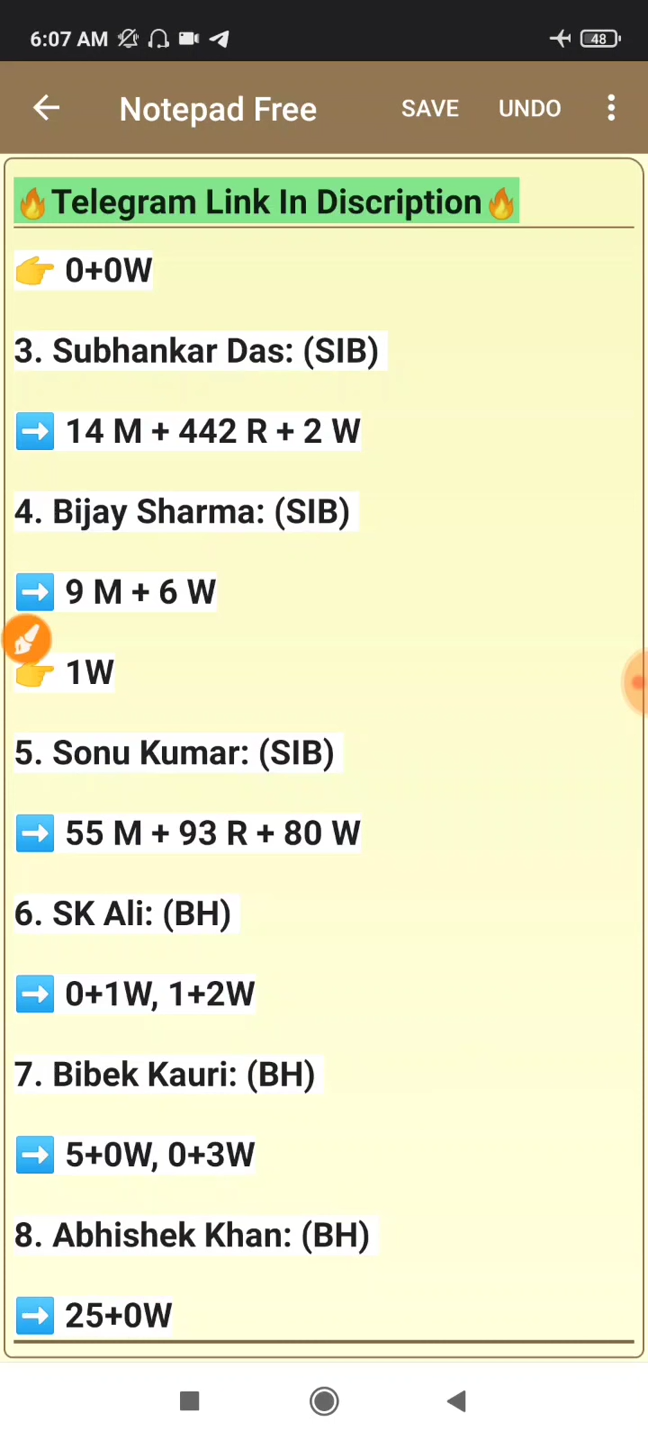 6:07 AM 48
Notepad Free SAVE UNDO
🔥Telegram Link In Discription🔥
👉 0+0W
3. Subhankar Das: (SIB)
➡️ 14 M + 442 R + 2 W
4. Bijay Sharma: (SIB)
➡️ 9 M + 6 W
👉 1W
5. Sonu Kumar: (SIB)
➡️ 55 M + 93 R + 80 W
6. SK Ali: (BH)
➡️ 0+1W, 1+2W
7. Bibek Kauri: (BH)
➡️ 5+0W, 0+3W
8. Abhishek Khan: (BH)
➡️ 25+0W